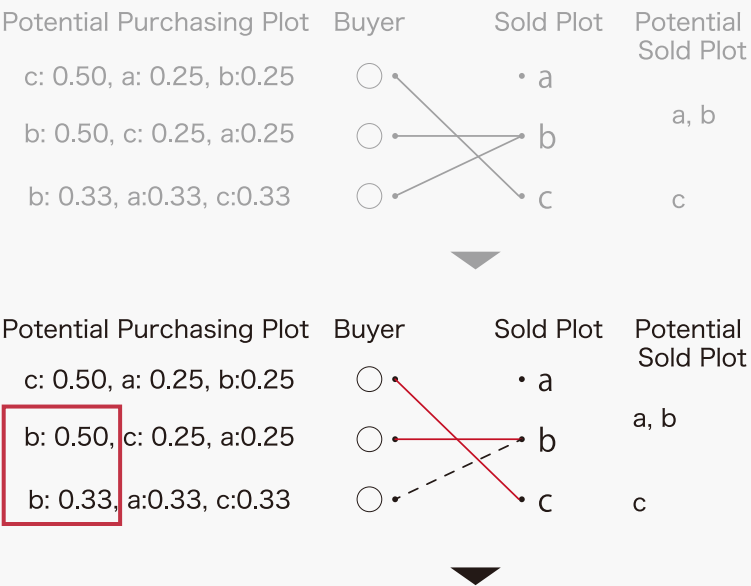 Potential Purchasing Plot Buyer Sold Plot Potential Sold Plot
c: 0.50, a: 0.25, b:0.25 a
a, b
b: 0.50, c: 0.25, a:0.25 b
b: 0.33, a:0.33, c:0.33 c c
Potential Purchasing Plot Buyer Sold Plot Potential Sold Plot
c: 0.50, a: 0.25, b:0.25 a
a, b
b: 0.50, c: 0.25, a:0.25 b
b: 0.33, a:0.33, c:0.33 c c